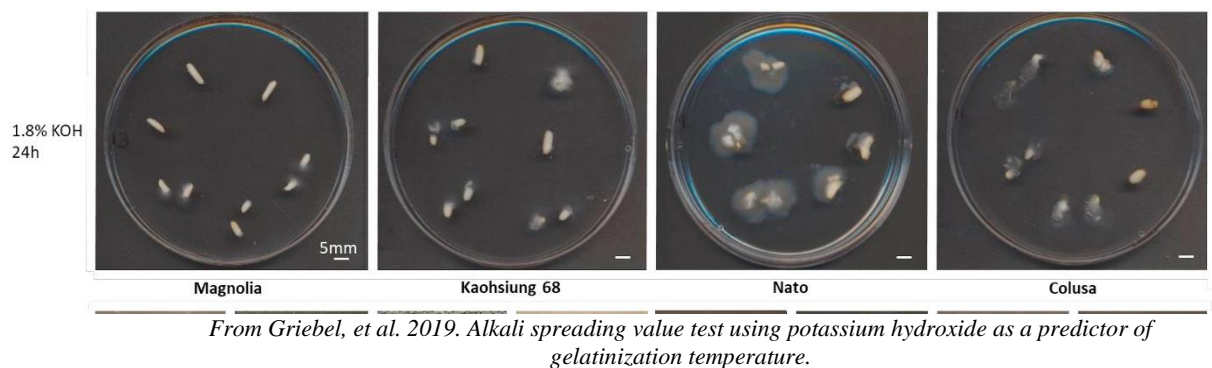 1.8% KOH
24h
5mm
Magnolia
Kaohsiung 68
Nato
Colusa
From Griebel, et al. 2019. Alkali spreading value test using potassium hydroxide as a predictor of
gelatinization temperature.